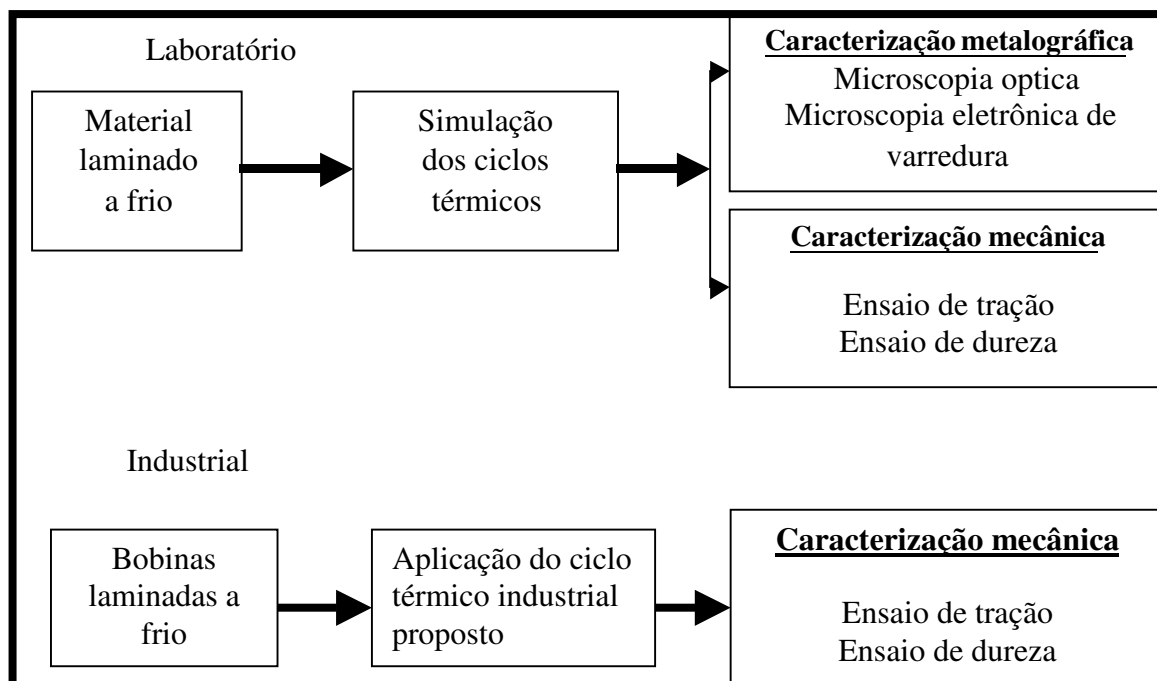 Laboratório
Material
laminado
a frio
Simulação
dos ciclos
térmicos
Caracterização metalográfica
Microscopia optica
Microscopia eletrônica de
varredura
Caracterização mecânica
Ensaio de tração
Ensaio de dureza
Industrial
Bobinas
laminadas a
frio
Aplicação do ciclo
térmico industrial
proposto
Caracterização mecânica
Ensaio de tração
Ensaio de dureza